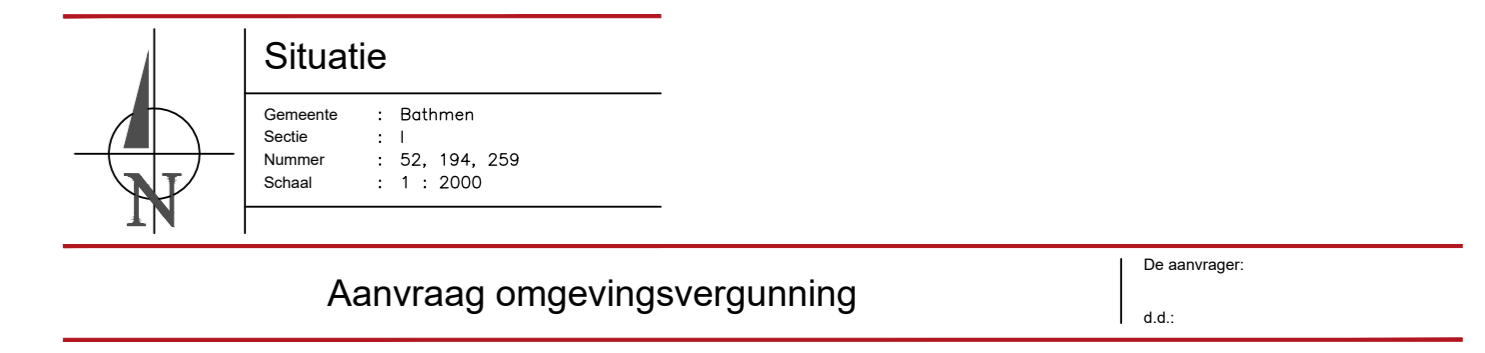 Situatie
Gemeente : Bathmen
Sectie : I
Nummer : 52, 194, 259
Schaal : 1 : 2000
N
Aanvraag omgevingsvergunning
De aanvrager:
d.d.: